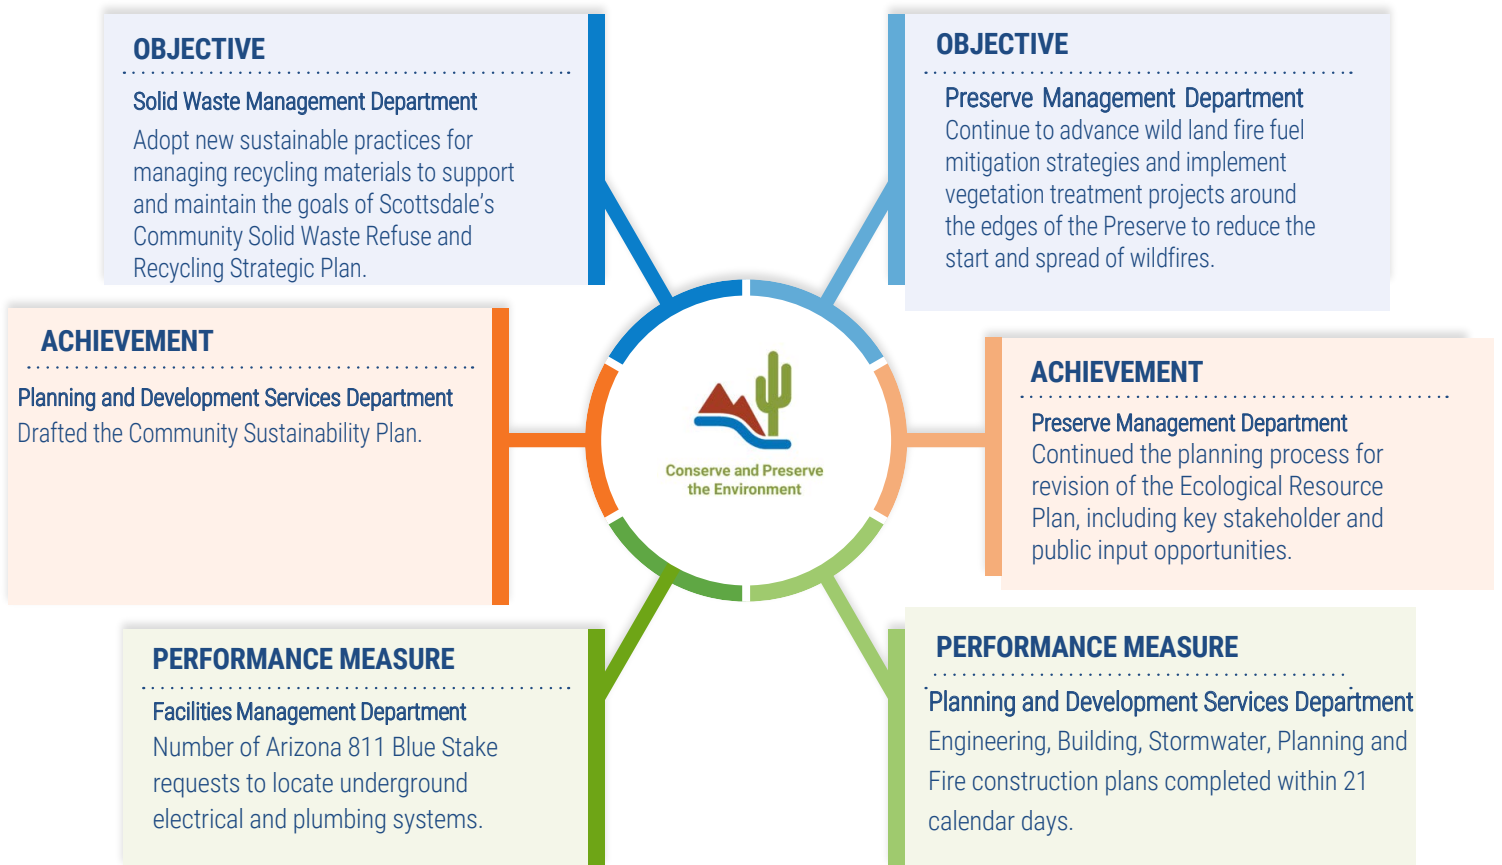 OBJECTIVE
Solid Waste Management Department
Adopt new sustainable practices for
managing recycling materials to support
and maintain the goals of Scottsdale's
Community Solid Waste Refuse and
Recycling Strategic Plan.
OBJECTIVE
Preserve Management Department
Continue to advance wild land fire fuel
mitigation strategies and implement
vegetation treatment projects around
the edges of the Preserve to reduce the
start and spread of wildfires.
ACHIEVEMENT
Planning and Development Services Department
Drafted the Community Sustainability Plan.
Conserve and Preserve
the Environment
ACHIEVEMENT
Preserve Management Department
Continued the planning process for
revision of the Ecological Resource
Plan, including key stakeholder and
public input opportunities.
PERFORMANCE MEASURE
Facilities Management Department
Number of Arizona 811 Blue Stake
requests to locate underground
electrical and plumbing systems.
PERFORMANCE MEASURE
Planning and Development Services Department
Engineering, Building, Stormwater, Planning and
Fire construction plans completed within 21
calendar days.